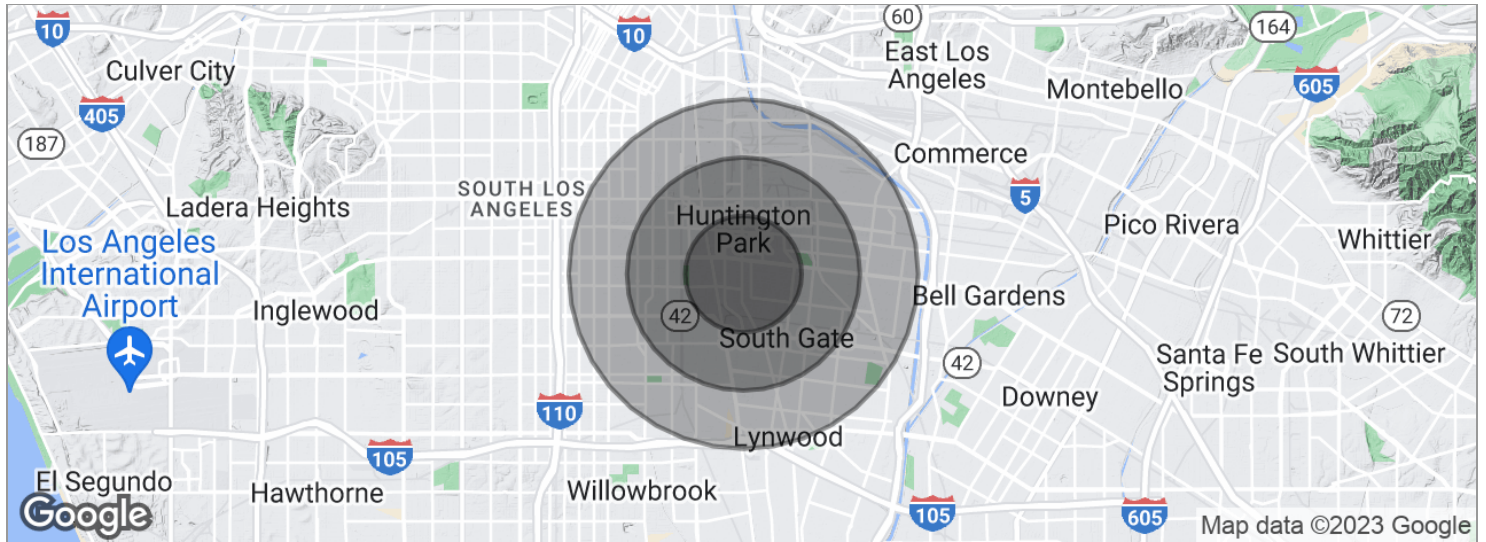 10
10
60
164
Culver City
East Los
Angeles
Montebello
605
405
187
Commerce
SOUTH LOS
ANGELES
5
Ladera Heights
Huntington
Park
Pico Rivera
Whittier
Los Angeles
International
Airport
Inglewood
Bell Gardens
42
72
South Gate
42
Santa Fe
Springs
South Whittier
Downey
110
Lynwood
105
El Segundo
Hawthorne
Willowbrook
105
605
Google
Map data ©2023 Google